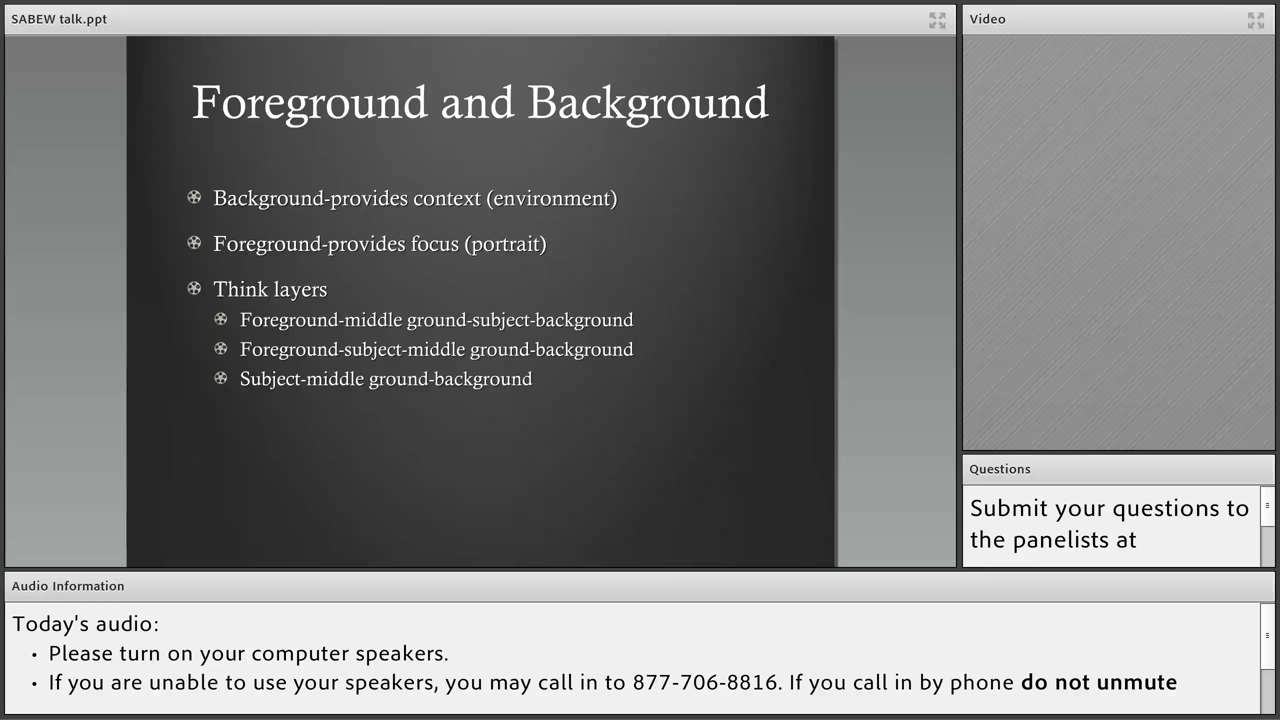 SABEW talk.ppt
Foreground and Background
Background-provides context (environment)
Foreground-provides focus (portrait)
Think layers
Foreground-middle ground-subject-background
Foreground-subject-middle ground-background
Subject-middle ground-background
Video
Questions
Submit your questions to
the panelists at
Audio Information
Today's audio:
• Please turn on your computer speakers.
• If you are unable to use your speakers, you may call in to 877-706-8816. If you call in by phone do not unmute